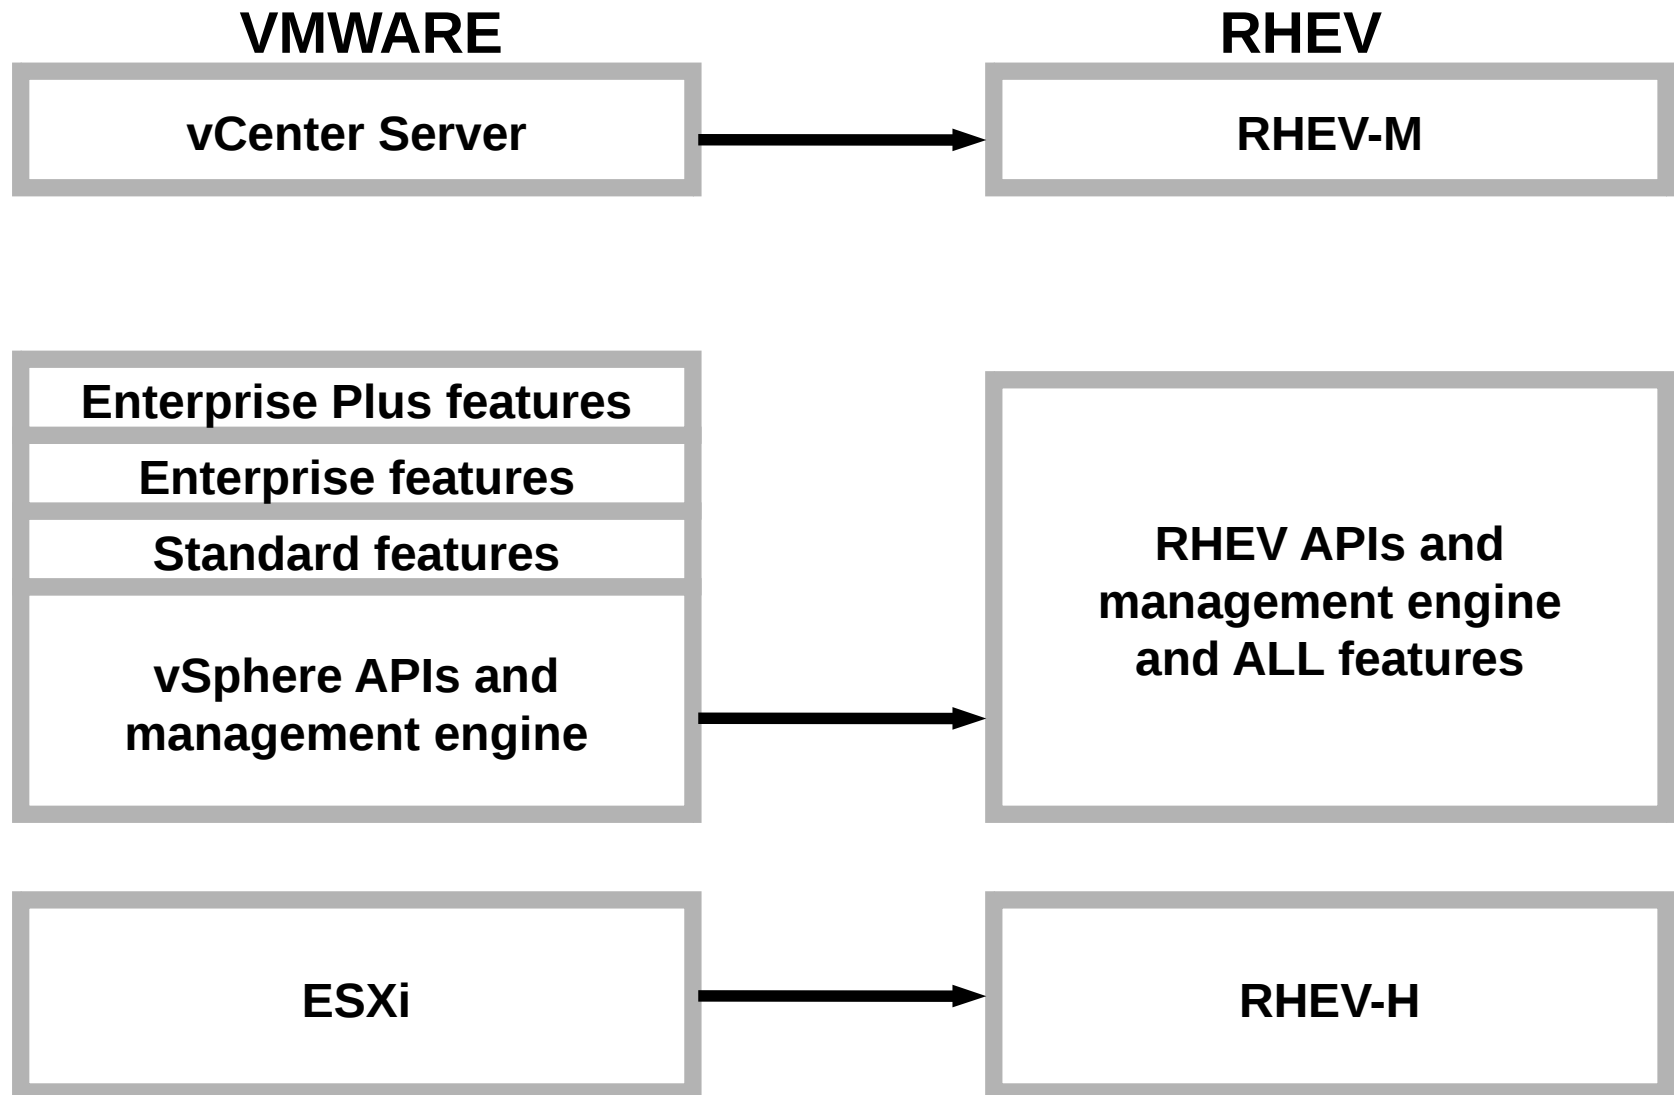 VMWARE
RHEV
vCenter Server
RHEV-M
Enterprise Plus features
Enterprise features
Standard features
vSphere APIs and
management engine
RHEV APIs and
management engine
and ALL features
ESXi
RHEV-H